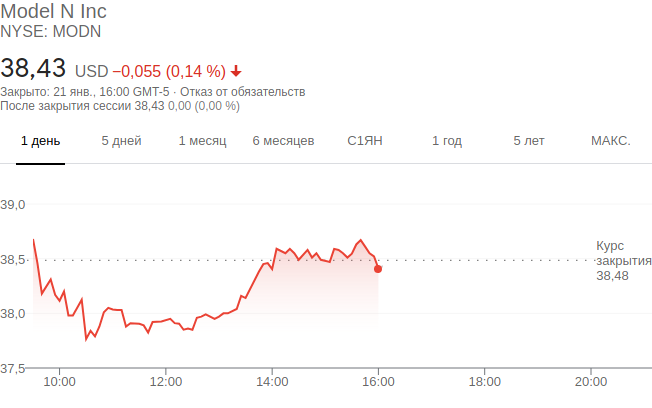 Model N Inc
NYSE: MODN
38,43 USD −0,055 (0,14 %)
Закрыто: 21 янв., 16:00 GMT-5 · Отказ от обязательств
После закрытия сессии 38,43 0,00 (0,00 %)
1 день 5 дней 1 месяц 6 месяцев С1ЯН 1 год 5 лет МАКС.
39,0
38,5
38,0
37,5
Курс
закрытия
38,48
10:00 12:00 14:00 16:00 18:00 20:00